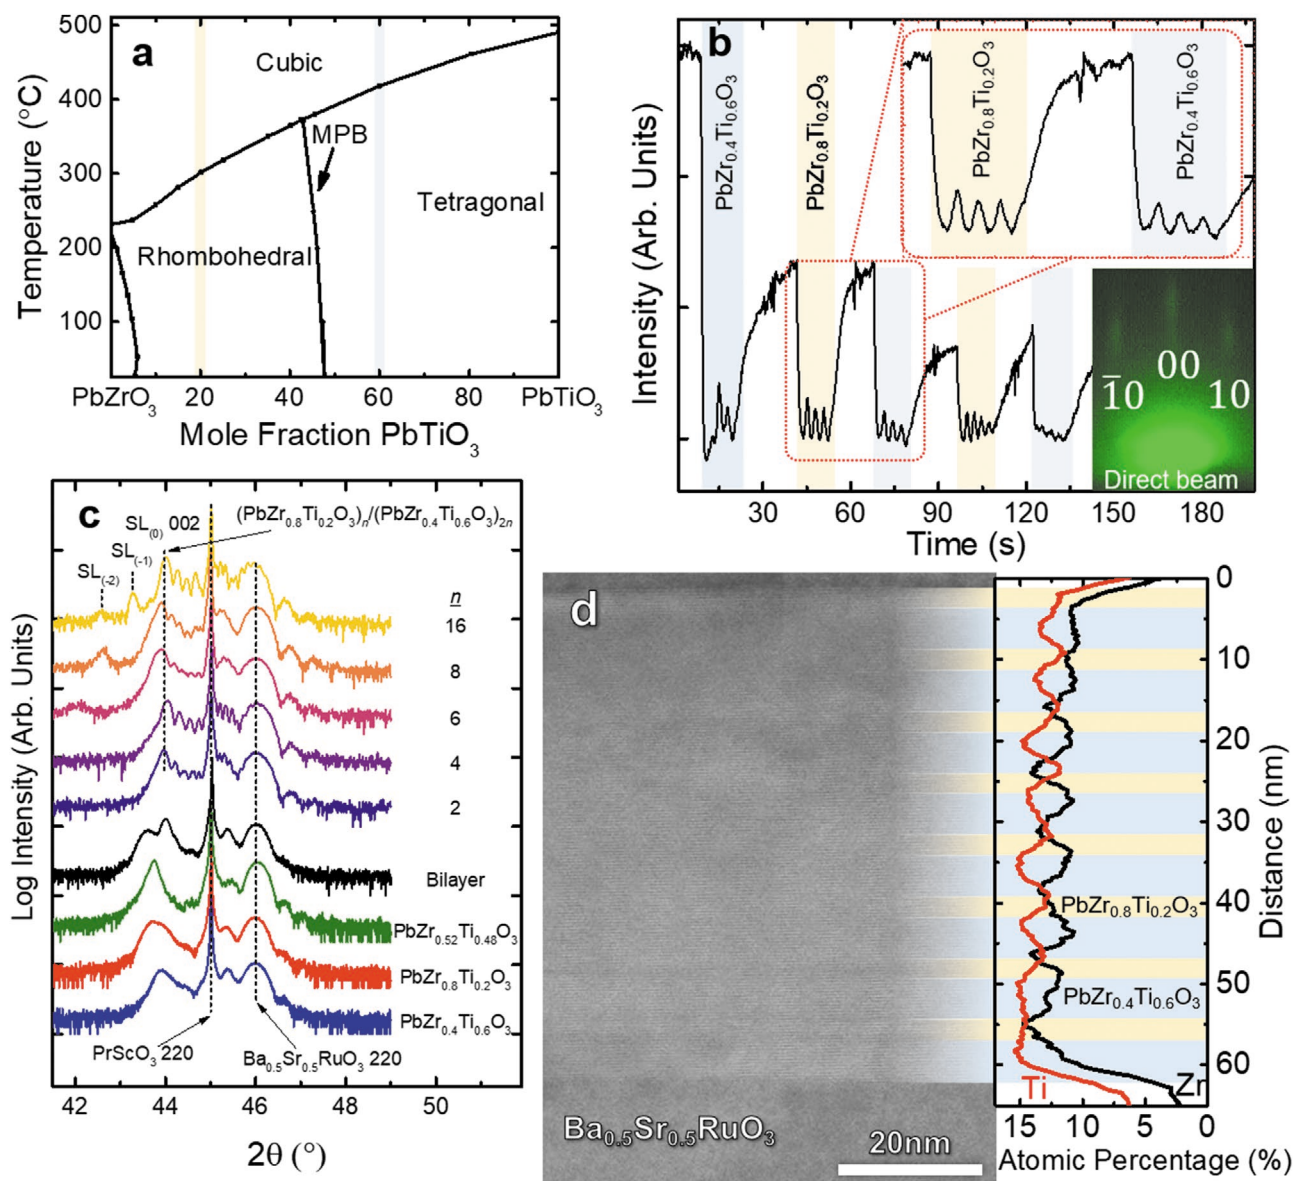 a
500
400
300
200
100
Temperature (°C)
Cubic
MPB
Tetragonal
Rhombohedral
PbZrO₃ 20 40 60 PbTiO₃
Mole Fraction PbTiO₃
b
Intensity (Arb. Units)
PbZr₀.₄Ti₀.₆O₃
PbZr₀.₈Ti₀.₂O₃
PbZr₀.₈Ti₀.₂O₃
PbZr₀.₄Ti₀.₆O₃
1̄0 00 10
Direct beam
30 60 90 120 150 180
Time (s)
c
Log Intensity (Arb. Units)
SL₍₋₂₎
SL₍₋₁₎
SL₍₀₎ 002
(PbZr₀.₈Ti₀.₂O₃)ₙ/(PbZr₀.₄Ti₀.₆O₃)₂ₙ
n
16
8
6
4
2
Bilayer
PbZr₀.₅₂Ti₀.₄₈O₃
PbZr₀.₈Ti₀.₂O₃
PbZr₀.₄Ti₀.₆O₃
PrScO₃ 220
Ba₀.₅Sr₀.₅RuO₃ 220
42 44 46 48 50
2θ (°)
d
Ba₀.₅Sr₀.₅RuO₃
20nm
0
10
20
30
40
50
60
Distance (nm)
PbZr₀.₈Ti₀.₂O₃
PbZr₀.₄Ti₀.₆O₃
Ti Zr
15 10 5 0
Atomic Percentage (%)